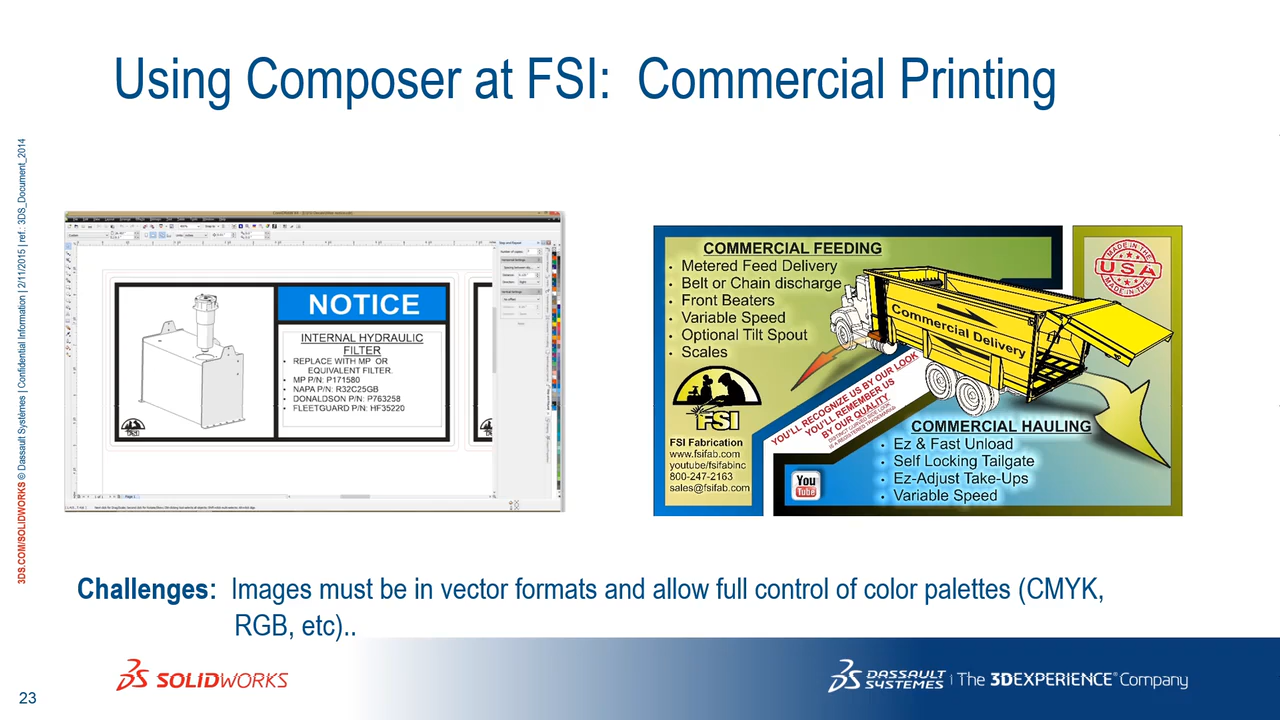 Using Composer at FSI:  Commercial Printing
3DS.COM/SOLIDWORKS © Dassault Systèmes | Confidential Information | 2/11/2015 | ref.: 3DS_Document_2014
NOTICE
INTERNAL HYDRAULIC
FILTER
• REPLACE WITH MP OR
EQUIVALENT FILTER.
• MP P/N: P171580
• NAPA P/N: R32C25GB
• DONALDSON P/N: P763258
• FLEETGUARD P/N: HF35220
COMMERCIAL FEEDING
• Metered Feed Delivery
• Belt or Chain discharge
• Front Beaters
• Variable Speed
• Optional Tilt Spout
• Scales
Commercial Delivery
MADE IN THE
USA
MADE IN THE
FSI
FSI Fabrication
www.fsifab.com
youtube/fsifabinc
800-247-2163
sales@fsifab.com
YOU'LL RECOGNIZE US BY OUR LOOK
YOU'LL REMEMBER US
BY OUR QUALITY
IS A REGISTERED TRADEMARK
COMMERCIAL HAULING
• Ez & Fast Unload
• Self Locking Tailgate
• Ez-Adjust Take-Ups
• Variable Speed
You
Tube
Challenges:  Images must be in vector formats and allow full control of color palettes (CMYK,
RGB, etc)..
SOLIDWORKS
DASSAULT
SYSTEMES | The 3DEXPERIENCE® Company
23